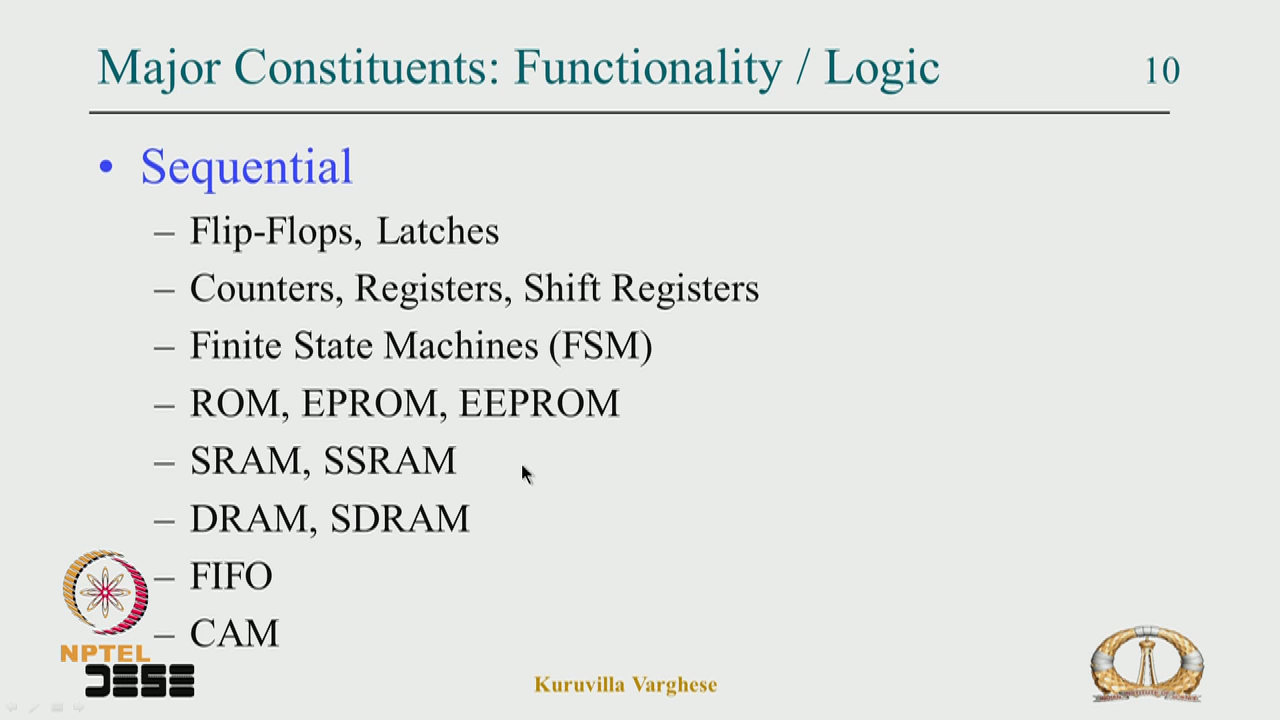 Major Constituents: Functionality / Logic 10
• Sequential
– Flip-Flops, Latches
– Counters, Registers, Shift Registers
– Finite State Machines (FSM)
– ROM, EPROM, EEPROM
– SRAM, SSRAM
– DRAM, SDRAM
– FIFO
– CAM
NPTEL
DESE
Kuruvilla Varghese